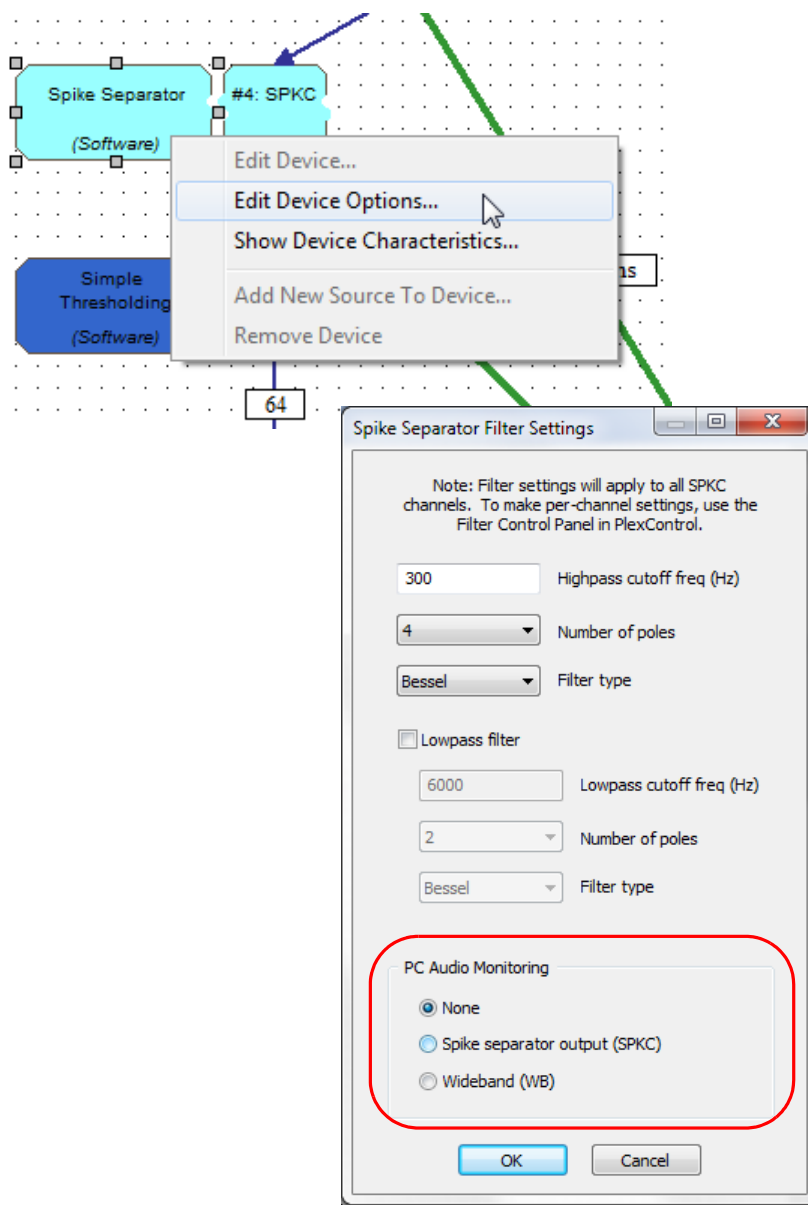 Spike Separator
(Software)
#4: SPKC
Edit Device...
Edit Device Options...
Show Device Characteristics...
Add New Source To Device...
Remove Device
Simple
Thresholding
(Software)
64
Spike Separator Filter Settings
Note: Filter settings will apply to all SPKC
channels. To make per-channel settings, use the
Filter Control Panel in PlexControl.
300 Highpass cutoff freq (Hz)
4 Number of poles
Bessel Filter type
Lowpass filter
6000 Lowpass cutoff freq (Hz)
2 Number of poles
Bessel Filter type
PC Audio Monitoring
None
Spike separator output (SPKC)
Wideband (WB)
OK Cancel